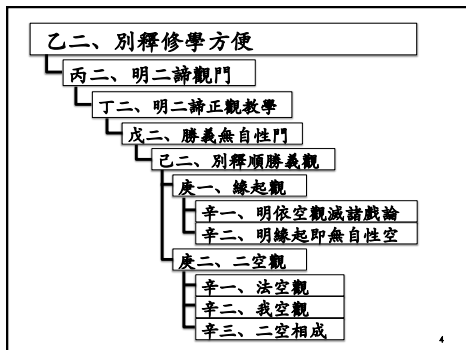 乙二、別釋修學方便
丙二、明二諦觀門
丁二、明二諦正觀教學
戊二、勝義無自性門
己二、別釋順勝義觀
庚一、緣起觀
辛一、明依空觀滅諸戲論
辛二、明緣起即無自性空
庚二、二空觀
辛一、法空觀
辛二、我空觀
辛三、二空相成
4